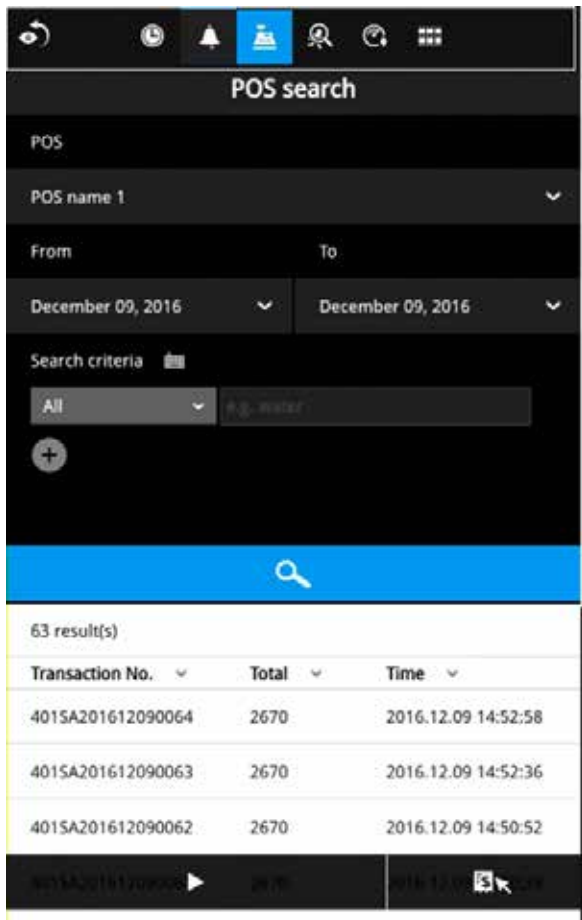 POS search
POS
POS name 1
From To
December 09, 2016 December 09, 2016
Search criteria
All e.g. water
63 result(s)
Transaction No. Total Time
401SA201612090064 2670 2016.12.09 14:52:58
401SA201612090063 2670 2016.12.09 14:52:36
401SA201612090062 2670 2016.12.09 14:50:52